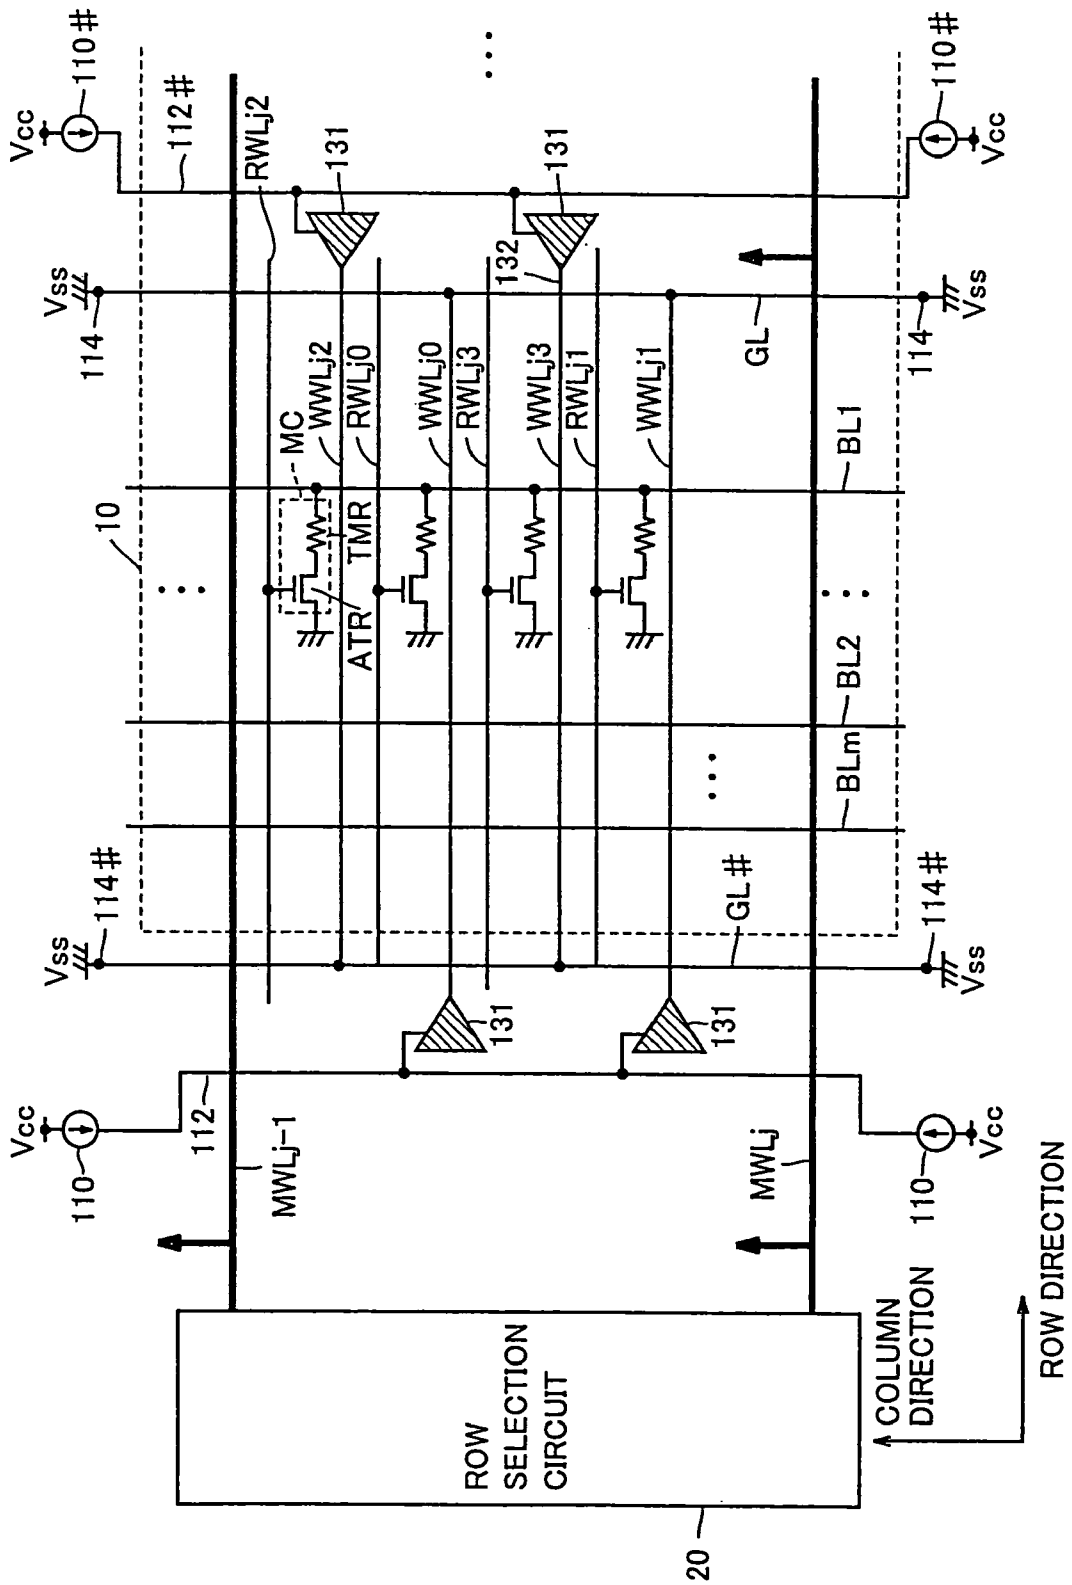 Vcc
110
112
MWLj-1
Vss
114#
10
MC
TMR
ATR
Vss
114
Vcc
110#
112#
RWLj2
131
WWLj2
RWLj0
WWLj0
RWLj3
132
131
WWLj3
RWLj1
WWLj1
131
131
GL
GL#
BL1
BL2
BLm
MWLj
110
Vcc
114#
Vss
114
Vss
110#
Vcc
ROW
SELECTION
CIRCUIT
20
COLUMN
DIRECTION
ROW DIRECTION